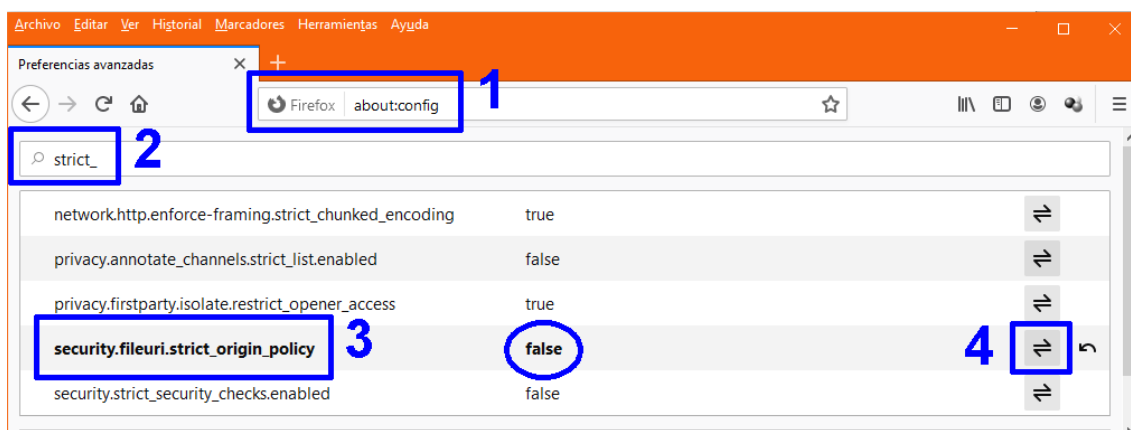 Archivo Editar Ver Historial Marcadores Herramientas Ayuda
Preferencias avanzadas
1
Firefox about:config
2
strict_
network.http.enforce-framing.strict_chunked_encoding true
privacy.annotate_channels.strict_list.enabled false
privacy.firstparty.isolate.restrict_opener_access true
security.fileuri.strict_origin_policy 3 false 4
security.strict_security_checks.enabled false